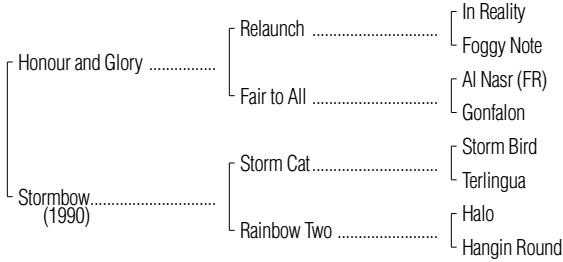 In Reality
Relaunch ..................
Foggy Note
Honour and Glory ................
Al Nasr (FR)
Fair to All ..............................
Gonfalon
Storm Bird
Storm Cat..............................
Terlingua
Stormbow..............................
(1990)
Halo
Rainbow Two ........................
Hangin Round